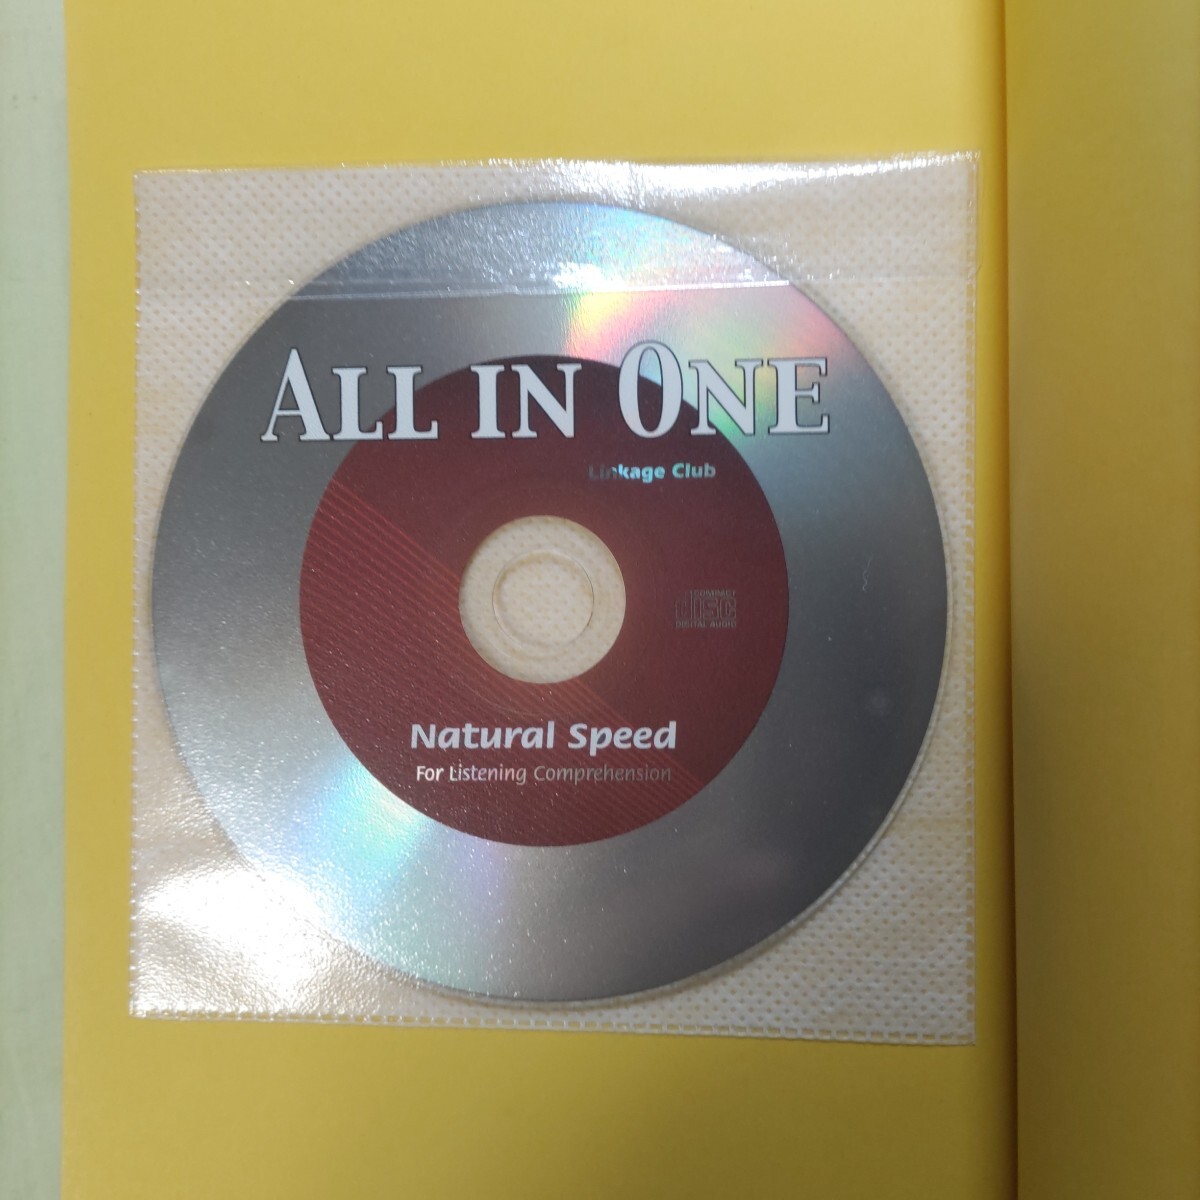 ALL IN ONE
Linkage Club
COMPACT
disc
DIGITAL AUDIO
Natural Speed
For Listening Comprehension